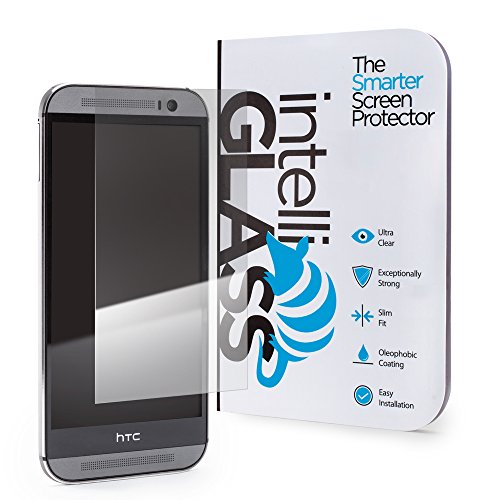 The
Smarter
Screen
Protector
intelli
GLASS
Ultra
Clear
Exceptionally
Strong
Slim
Fit
Oleophobic
Coating
Easy
Installation
hTC